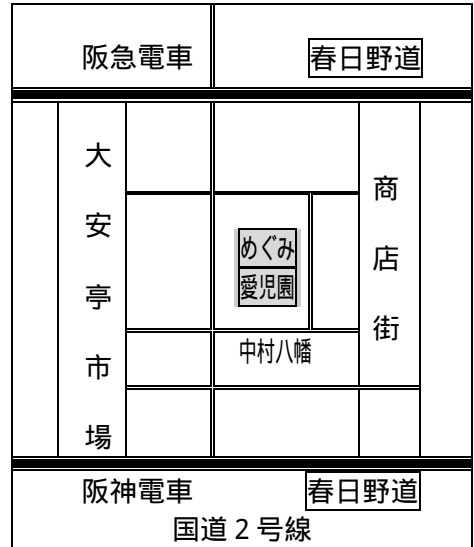 阪急電車
春日野道
大安亭市場
商店街
めぐみ
愛児園
中村八幡
阪神電車
春日野道
国道2号線